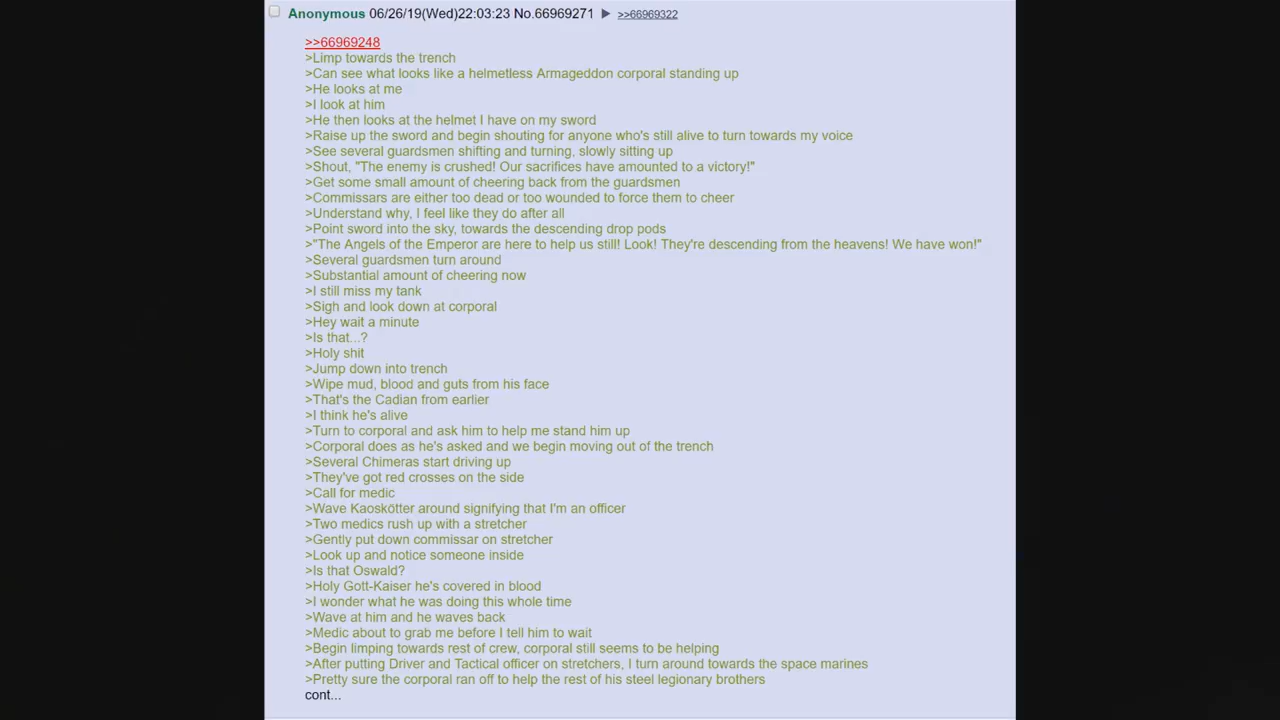 Anonymous 06/26/19(Wed)22:03:23 No.66969271 ▶ >>66969322
>>66969248
>Limp towards the trench
>Can see what looks like a helmetless Armageddon corporal standing up
>He looks at me
>I look at him
>He then looks at the helmet I have on my sword
>Raise up the sword and begin shouting for anyone who's still alive to turn towards my voice
>See several guardsmen shifting and turning, slowly sitting up
>Shout, "The enemy is crushed! Our sacrifices have amounted to a victory!"
>Get some small amount of cheering back from the guardsmen
>Commissars are either too dead or too wounded to force them to cheer
>Understand why, I feel like they do after all
>Point sword into the sky, towards the descending drop pods
>"The Angels of the Emperor are here to help us still! Look! They're descending from the heavens! We have won!"
>Several guardsmen turn around
>Substantial amount of cheering now
>I still miss my tank
>Sigh and look down at corporal
>Hey wait a minute
>Is that...?
>Holy shit
>Jump down into trench
>Wipe mud, blood and guts from his face
>That's the Cadian from earlier
>I think he's alive
>Turn to corporal and ask him to help me stand him up
>Corporal does as he's asked and we begin moving out of the trench
>Several Chimeras start driving up
>They've got red crosses on the side
>Call for medic
>Wave Kaoskötter around signifying that I'm an officer
>Two medics rush up with a stretcher
>Gently put down commissar on stretcher
>Look up and notice someone inside
>Is that Oswald?
>Holy Gott-Kaiser he's covered in blood
>I wonder what he was doing this whole time
>Wave at him and he waves back
>Medic about to grab me before I tell him to wait
>Begin limping towards rest of crew, corporal still seems to be helping
>After putting Driver and Tactical officer on stretchers, I turn around towards the space marines
>Pretty sure the corporal ran off to help the rest of his steel legionary brothers
cont...